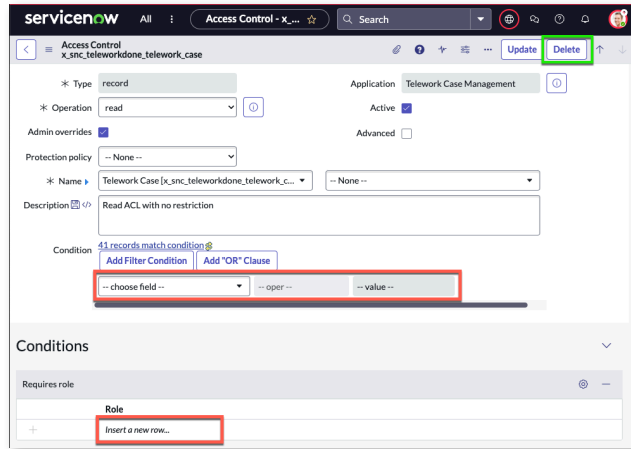 servicenow All Access Control - x_... ☆ Search
Access Control
x_snc_teleworkdone_telework_case
Update Delete
Type record Application Telework Case Management
Operation read Active
Admin overrides Advanced
Protection policy -- None --
Name Telework Case [x_snc_teleworkdone_telework_c... -- None --
Description Read ACL with no restriction
Condition 41 records match condition
Add Filter Condition Add "OR" Clause
-- choose field -- -- oper -- -- value --
Conditions
Requires role
Role
Insert a new row...